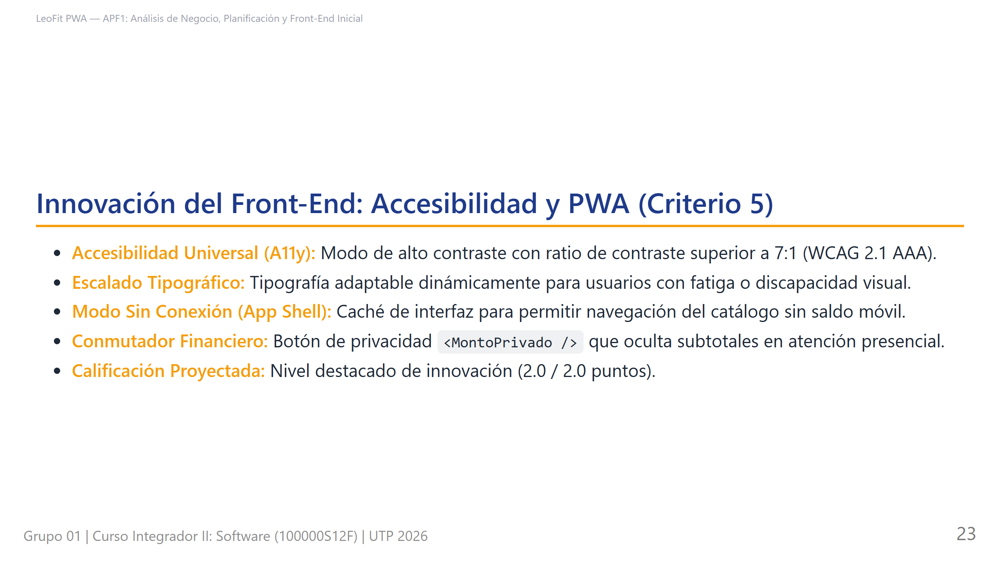 LeoFit PWA — APF1: Análisis de Negocio, Planificación y Front-End Inicial
Innovación del Front-End: Accesibilidad y PWA (Criterio 5)
• Accesibilidad Universal (A11y): Modo de alto contraste con ratio de contraste superior a 7:1 (WCAG 2.1 AAA).
• Escalado Tipográfico: Tipografía adaptable dinámicamente para usuarios con fatiga o discapacidad visual.
• Modo Sin Conexión (App Shell): Caché de interfaz para permitir navegación del catálogo sin saldo móvil.
• Conmutador Financiero: Botón de privacidad <MontoPrivado /> que oculta subtotales en atención presencial.
• Calificación Proyectada: Nivel destacado de innovación (2.0 / 2.0 puntos).
Grupo 01 | Curso Integrador II: Software (100000S12F) | UTP 2026
23